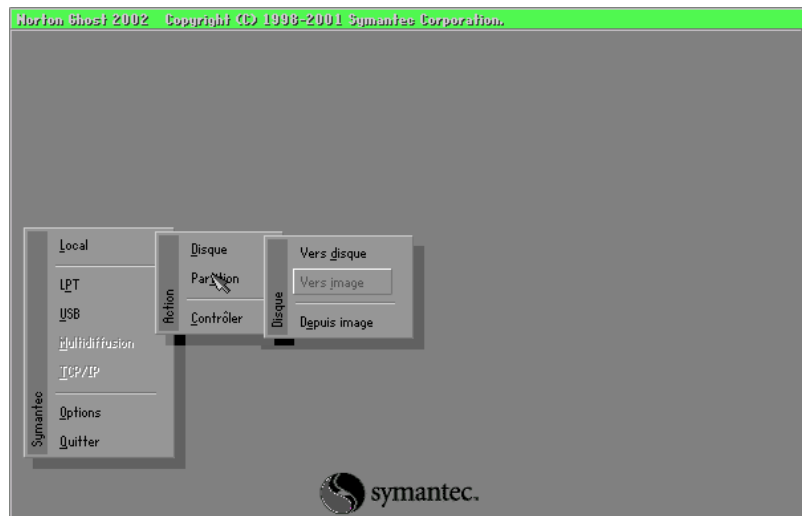 Norton Ghost 2002 Copyright (C) 1998-2001 Symantec Corporation.
Symantec
Local
LPT
USB
Multidiffusion
TCP/IP
Options
Quitter
Action
Disque
Partition
Contrôler
Disque
Vers disque
Vers image
Depuis image
symantec.